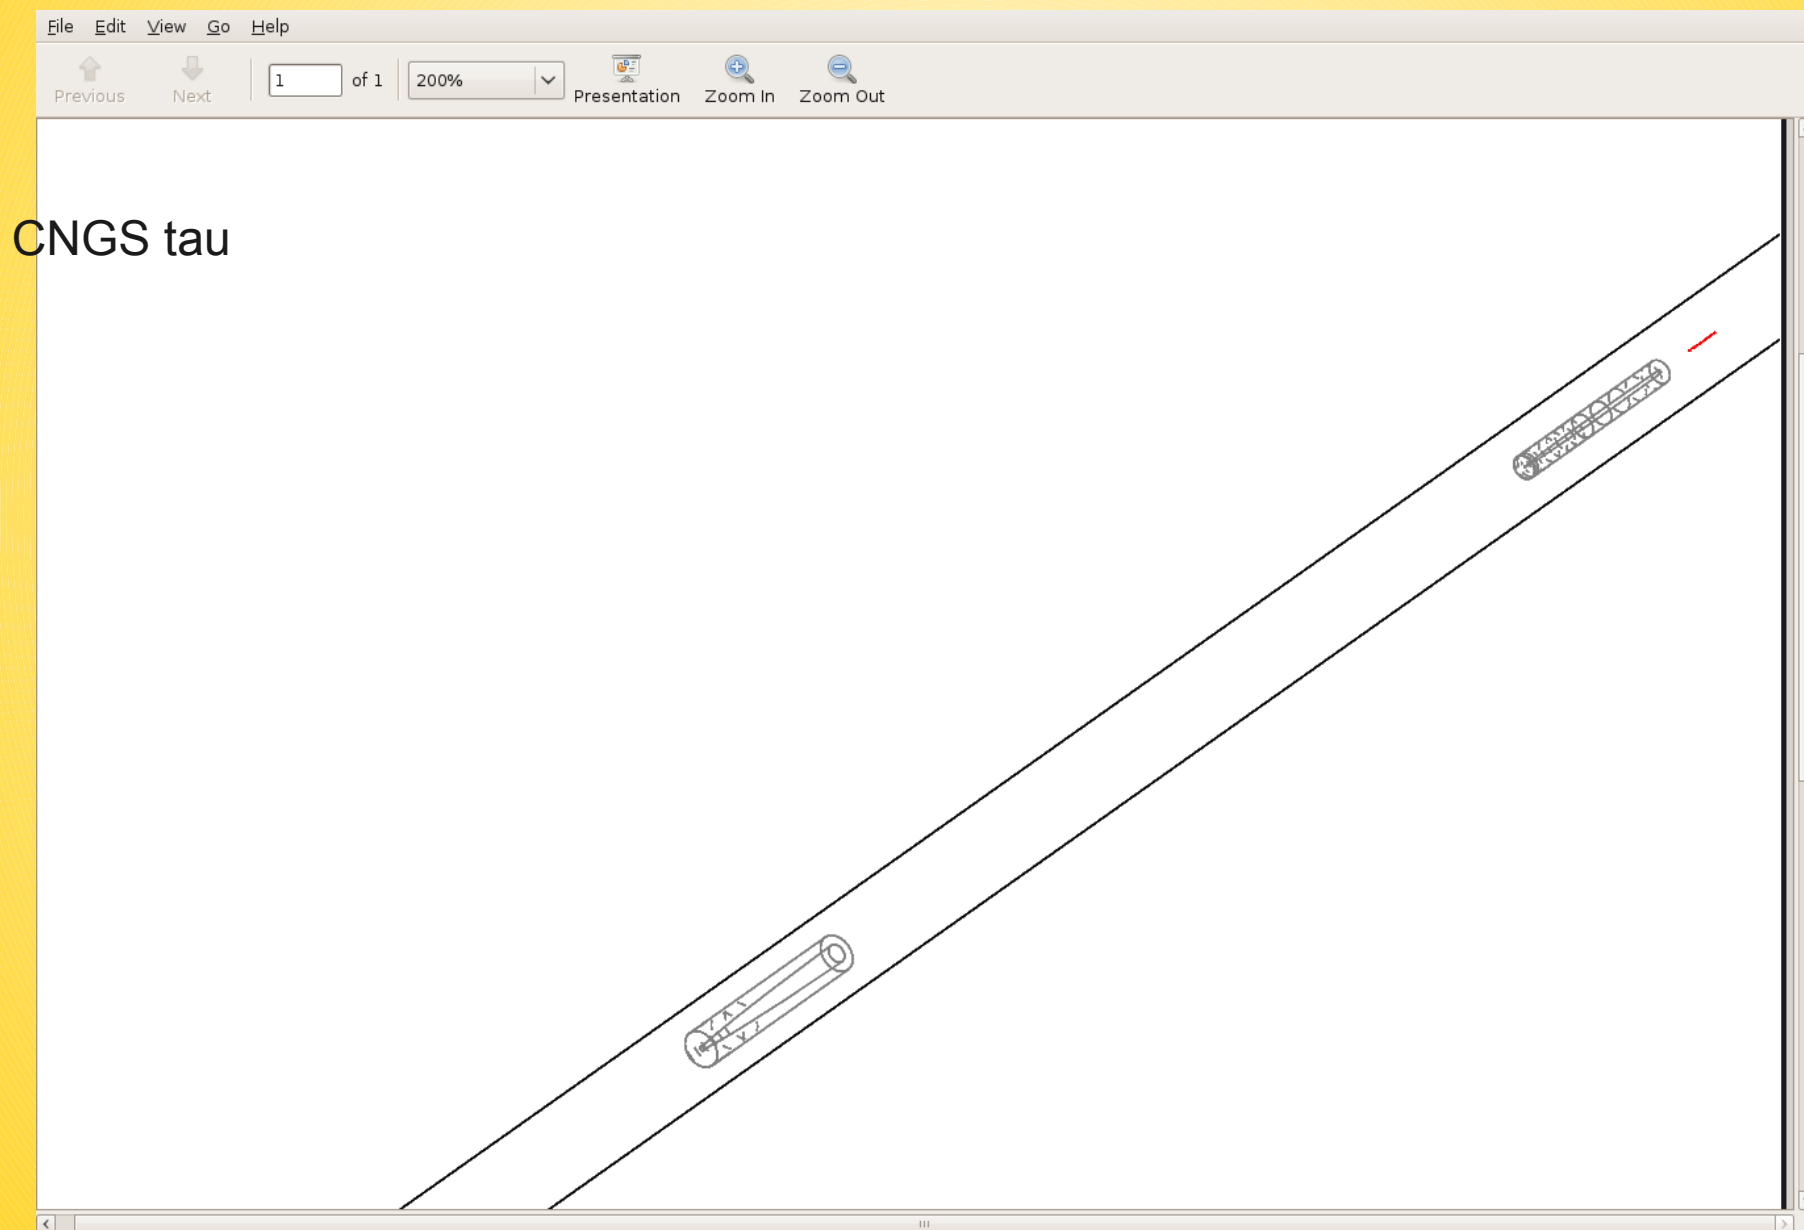 File Edit View Go Help
1 of 1 200%
Previous Next Presentation Zoom In Zoom Out
CNGS tau